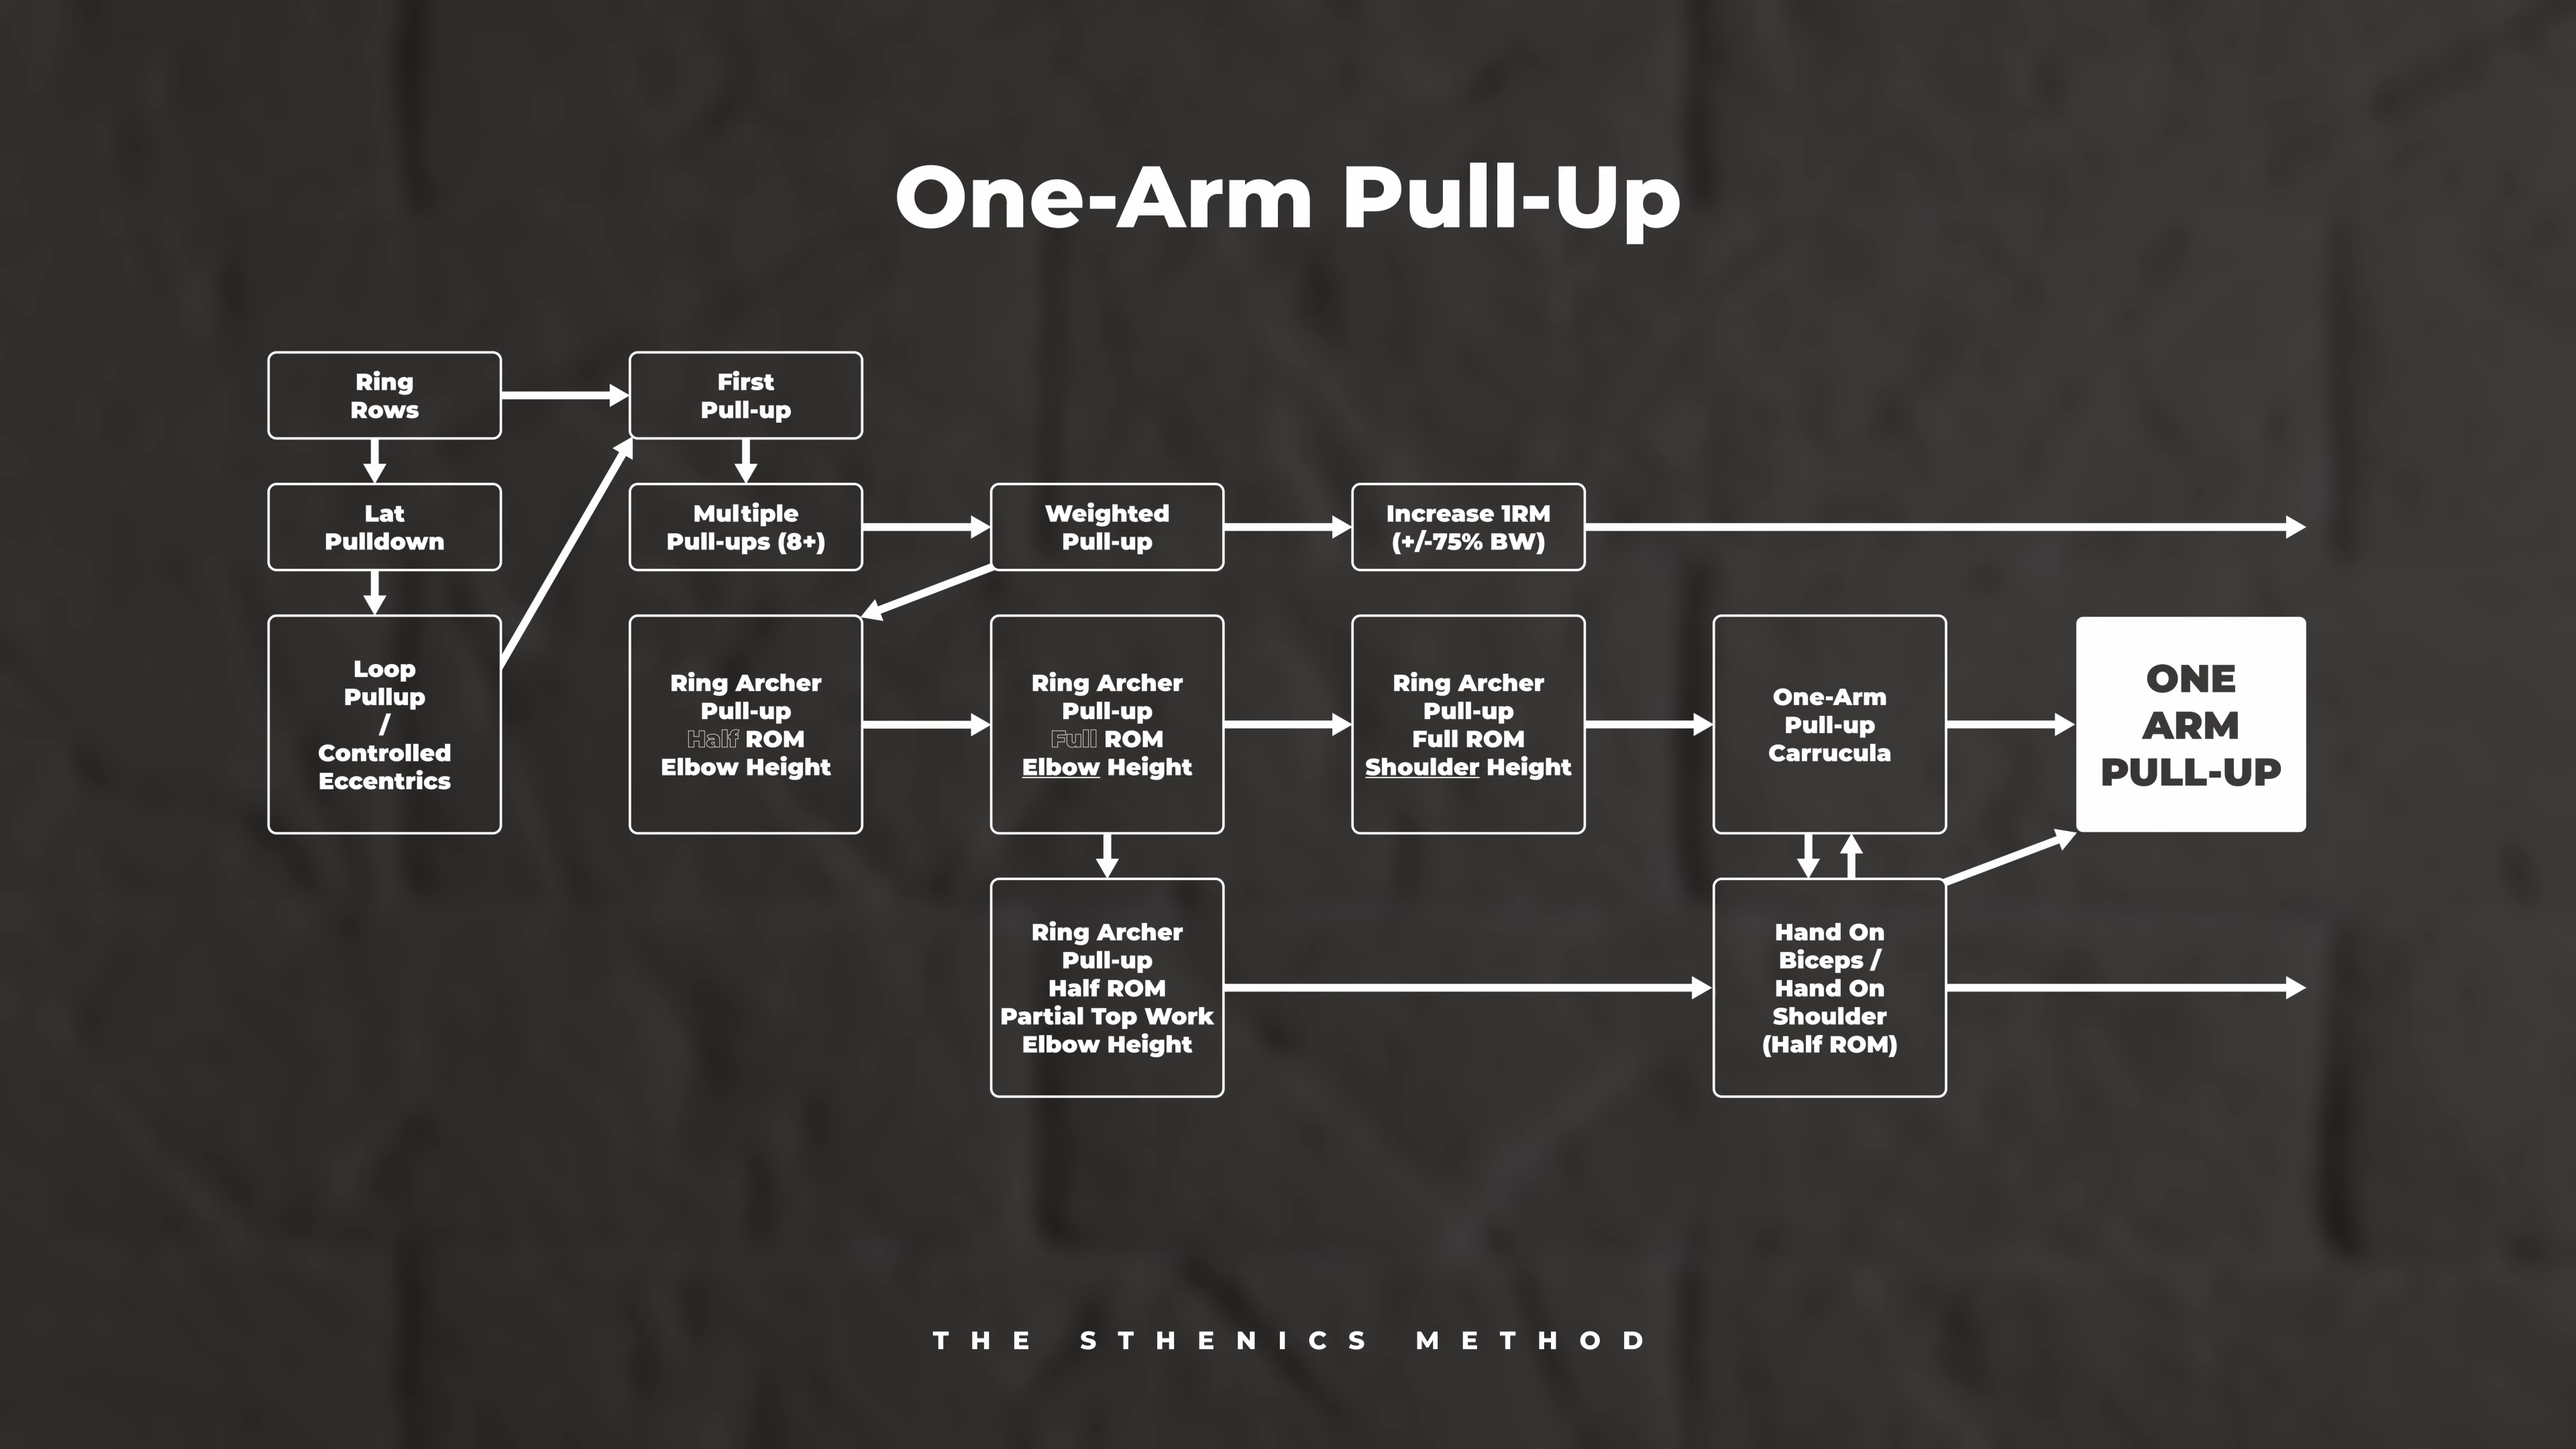 One-Arm Pull-Up
Ring
Rows
First
Pull-up
Lat
Pulldown
Multiple
Pull-ups (8+)
Weighted
Pull-up
Increase 1RM
(+/-75% BW)
Loop
Pullup
/
Controlled
Eccentrics
Ring Archer
Pull-up
Half ROM
Elbow Height
Ring Archer
Pull-up
Full ROM
Elbow Height
Ring Archer
Pull-up
Full ROM
Shoulder Height
One-Arm
Pull-up
Carrucula
ONE
ARM
PULL-UP
Ring Archer
Pull-up
Half ROM
Partial Top Work
Elbow Height
Hand On
Biceps /
Hand On
Shoulder
(Half ROM)
THE STHENICS METHOD